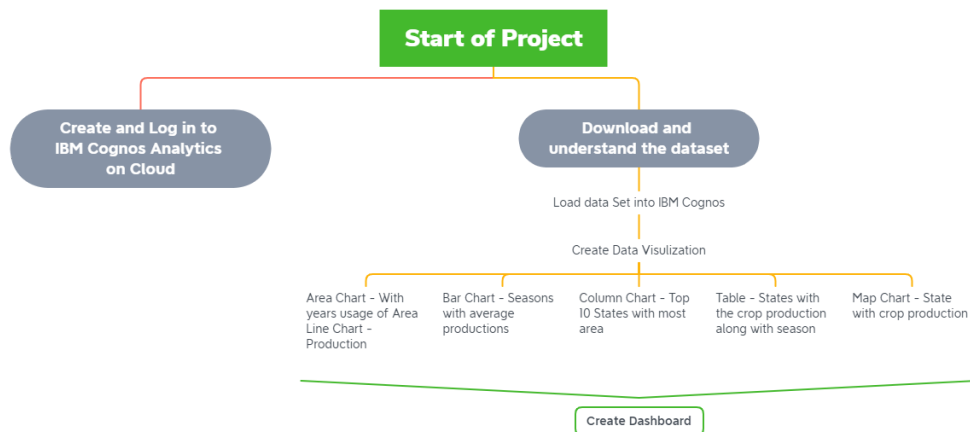 Start of Project
Create and Log in to
IBM Cognos Analytics
on Cloud
Download and
understand the dataset
Load data Set into IBM Cognos
Create Data Visulization
Area Chart - With
years usage of Area
Line Chart -
Production
Bar Chart - Seasons
with average
productions
Column Chart - Top
10 States with most
area
Table - States with
the crop production
along with season
Map Chart - State
with crop production
Create Dashboard